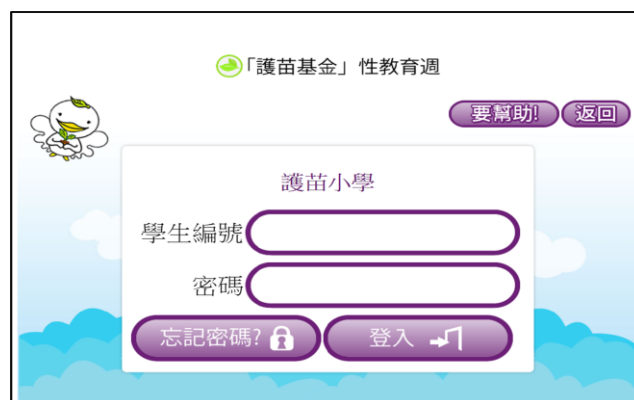 「護苗基金」性教育週
要幫助! 返回
護苗小學
學生編號
密碼
忘記密碼? 登入